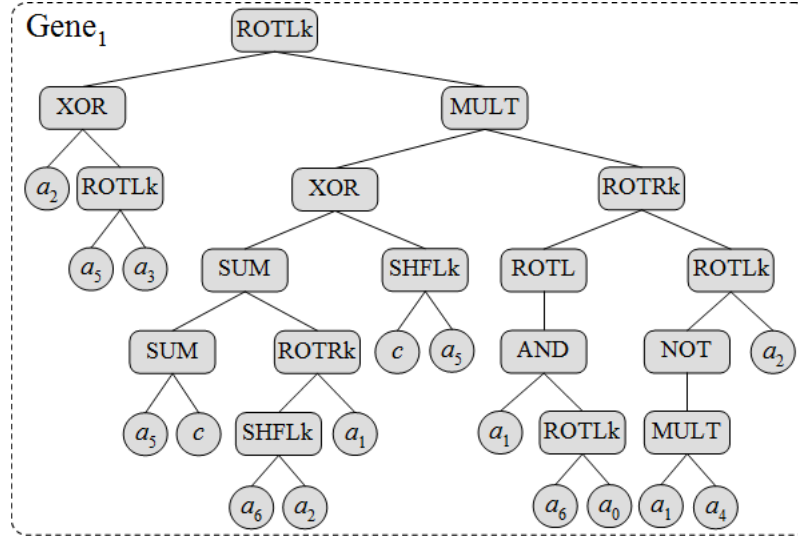 Gene₁ ROTLk
XOR MULT
a₂ ROTLk XOR ROTRk
a₅ a₃ SUM SHFLk ROTL ROTLk
SUM ROTRk c a₅ AND NOT a₂
a₅ c SHFLk a₁ a₁ ROTLk MULT
a₆ a₂ a₆ a₀ a₁ a₄